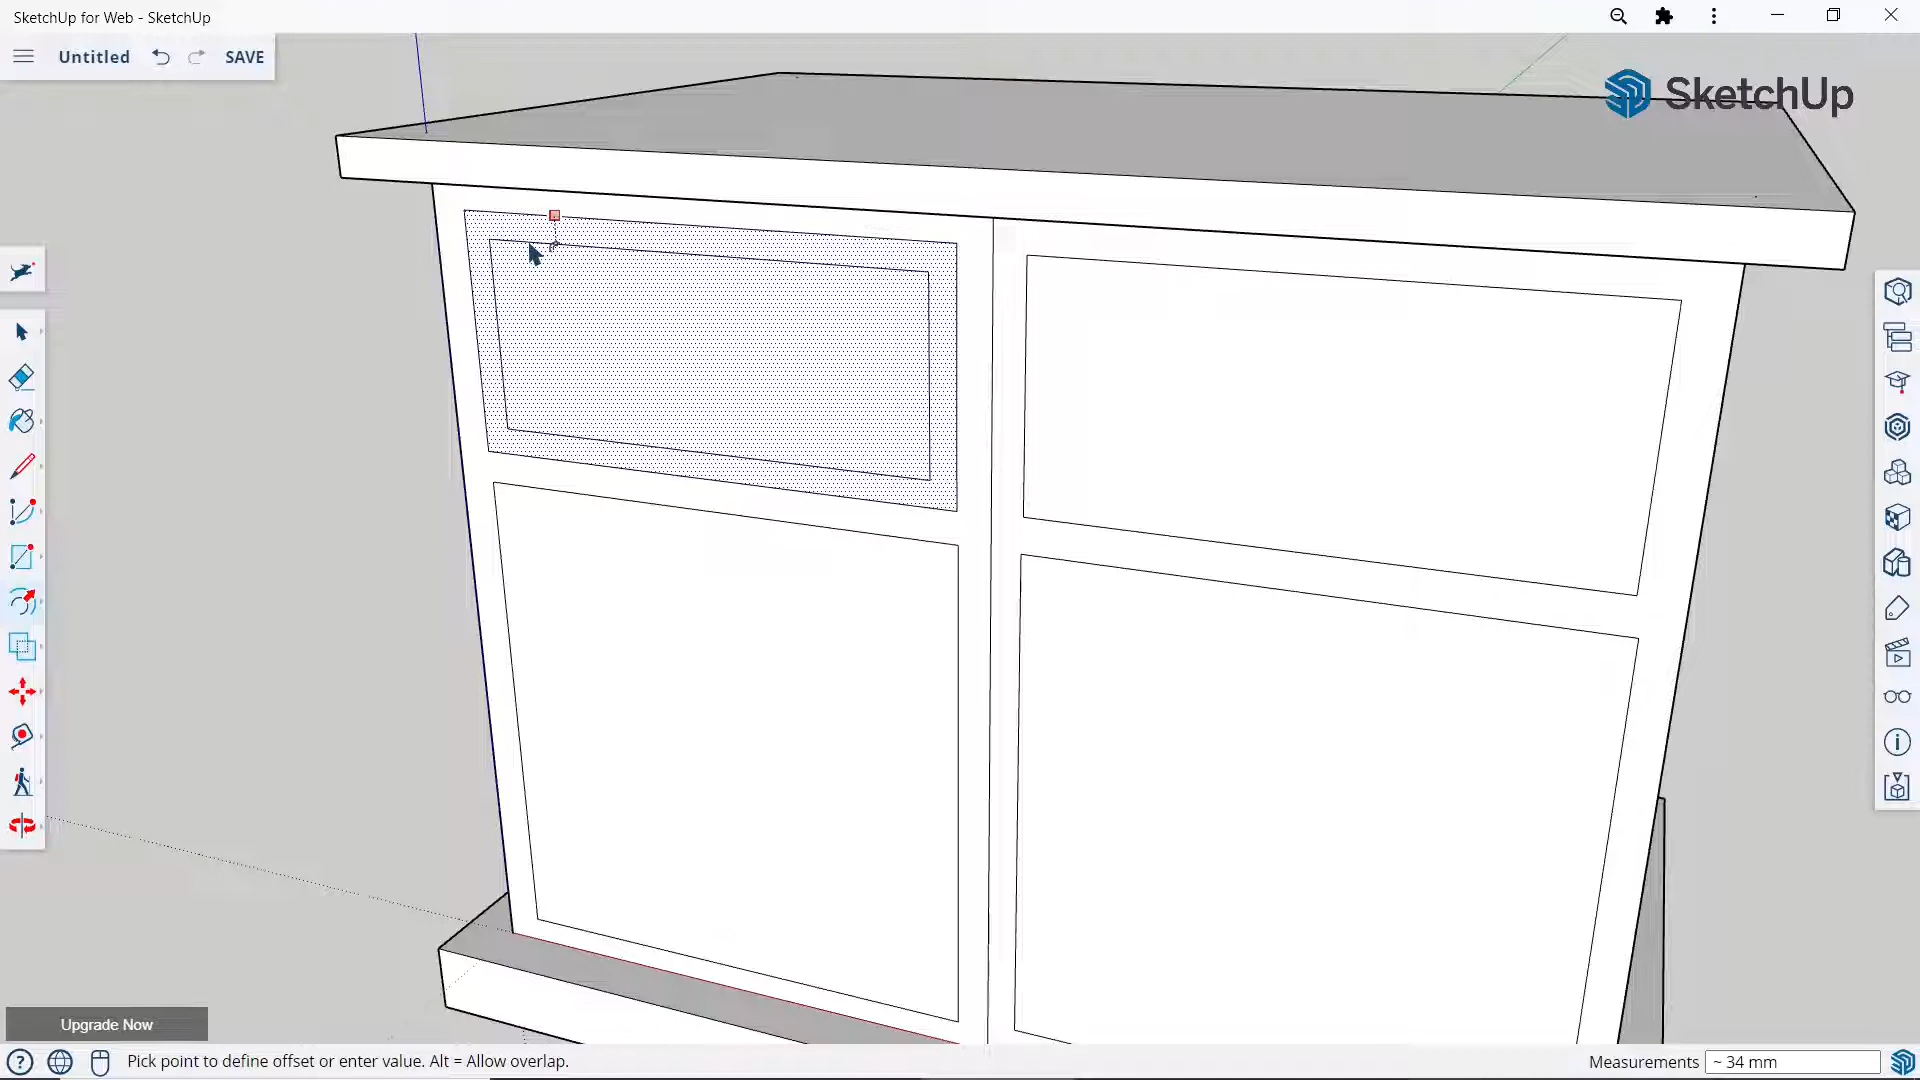 SketchUp for Web - SketchUp
Untitled
SAVE
SketchUp
Upgrade Now
Pick point to define offset or enter value. Alt = Allow overlap.
Measurements
~ 34 mm